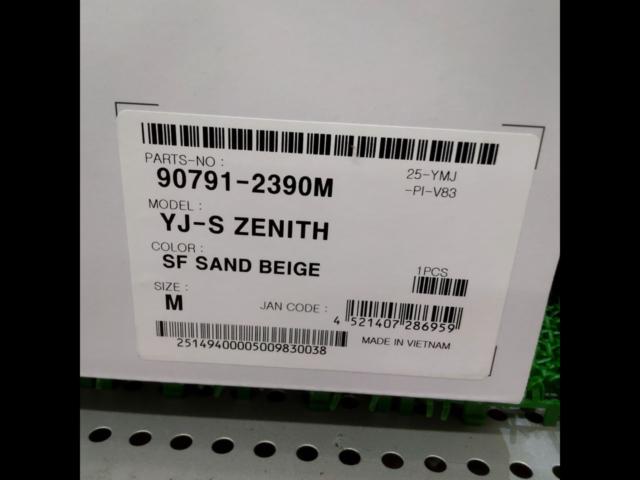 PARTS-NO :
90791-2390M
25-YMJ
-PI-V83
MODEL :
YJ-S ZENITH
COLOR :
SF SAND BEIGE
1PCS
SIZE :
M
JAN CODE :
4 521407 286959
25149400005009830038
MADE IN VIETNAM